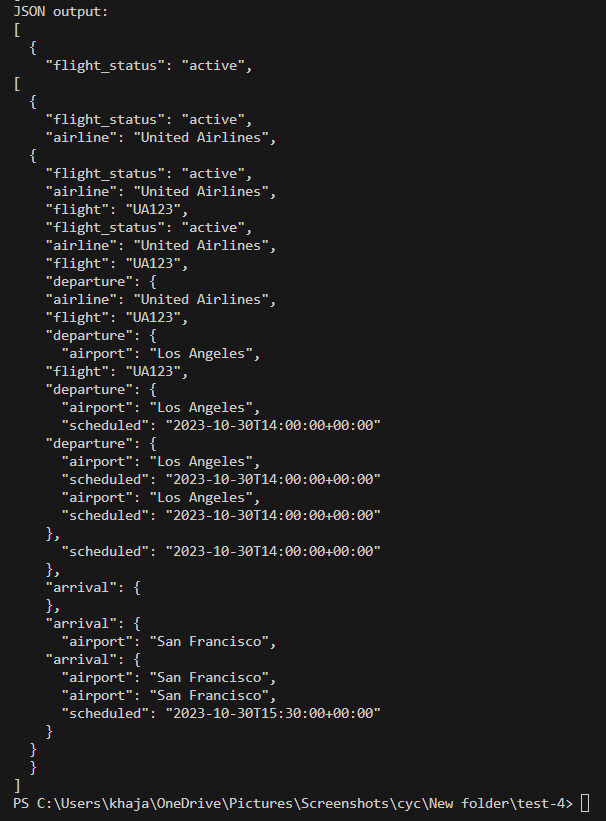 JSON output:
[
  {
    "flight_status": "active",
[
  {
    "flight_status": "active",
    "airline": "United Airlines",
  {
    "flight_status": "active",
    "airline": "United Airlines",
    "flight": "UA123",
    "flight_status": "active",
    "airline": "United Airlines",
    "flight": "UA123",
    "departure": {
    "airline": "United Airlines",
    "flight": "UA123",
    "departure": {
      "airport": "Los Angeles",
    "flight": "UA123",
    "departure": {
      "airport": "Los Angeles",
      "scheduled": "2023-10-30T14:00:00+00:00"
    "departure": {
      "airport": "Los Angeles",
      "scheduled": "2023-10-30T14:00:00+00:00"
      "airport": "Los Angeles",
      "scheduled": "2023-10-30T14:00:00+00:00"
    },
      "scheduled": "2023-10-30T14:00:00+00:00"
    },
    "arrival": {
    },
    "arrival": {
      "airport": "San Francisco",
    "arrival": {
      "airport": "San Francisco",
      "airport": "San Francisco",
      "scheduled": "2023-10-30T15:30:00+00:00"
    }
  }
  }
]
PS C:\Users\khaja\OneDrive\Pictures\Screenshots\cyc\New folder\test-4>